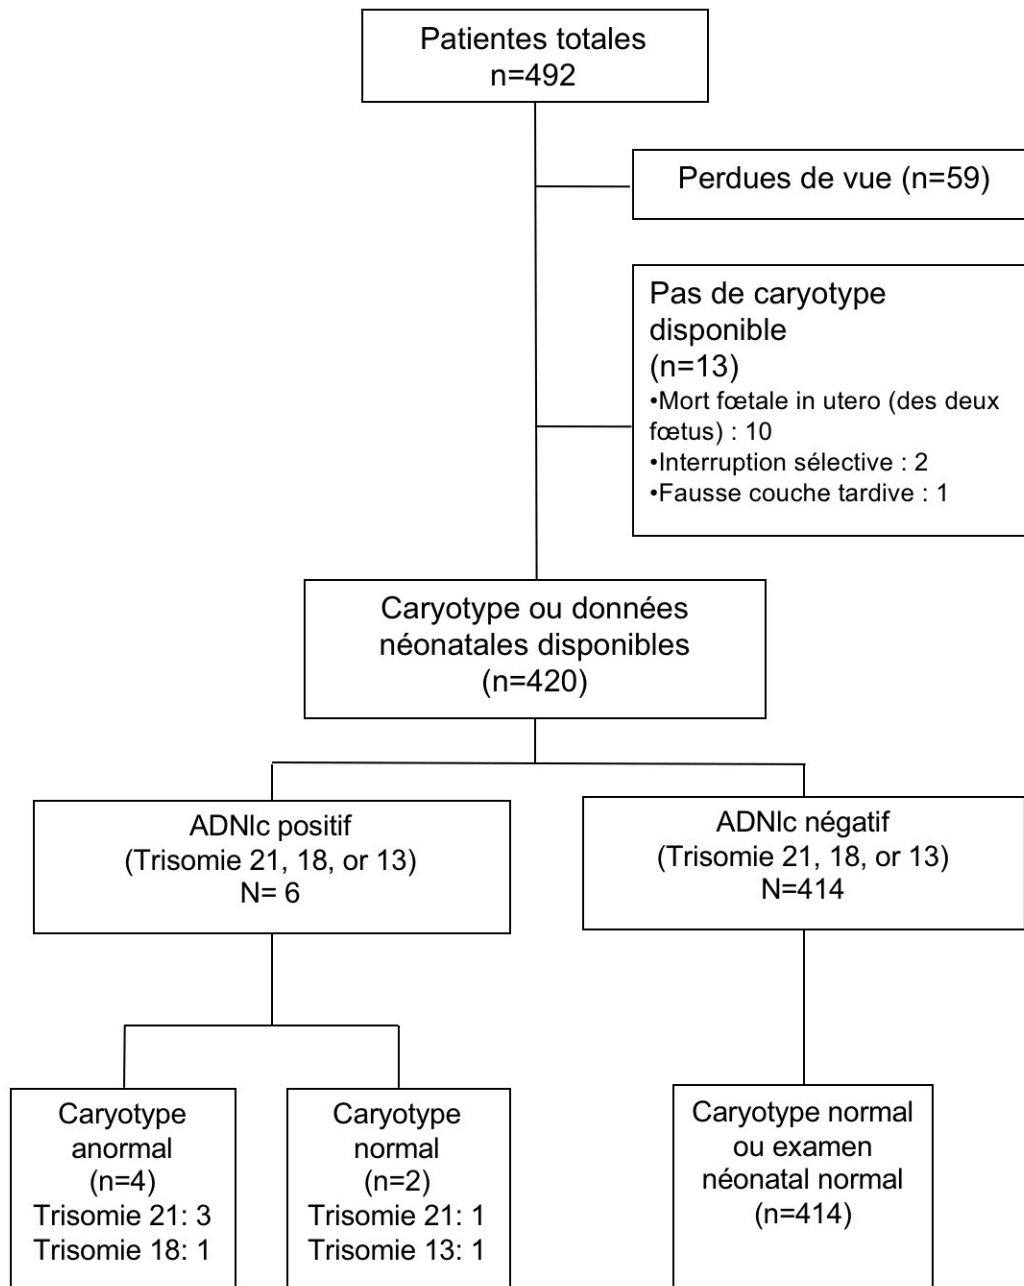 Patientes totales
n=492
Perdues de vue (n=59)
Pas de caryotype
disponible
(n=13)
•Mort fœtale in utero (des deux
fœtus) : 10
•Interruption sélective : 2
•Fausse couche tardive : 1
Caryotype ou données
néonatales disponibles
(n=420)
ADNlc positif
(Trisomie 21, 18, or 13)
N= 6
ADNlc négatif
(Trisomie 21, 18, or 13)
N=414
Caryotype
anormal
(n=4)
Trisomie 21: 3
Trisomie 18: 1
Caryotype
normal
(n=2)
Trisomie 21: 1
Trisomie 13: 1
Caryotype normal
ou examen
néonatal normal
(n=414)